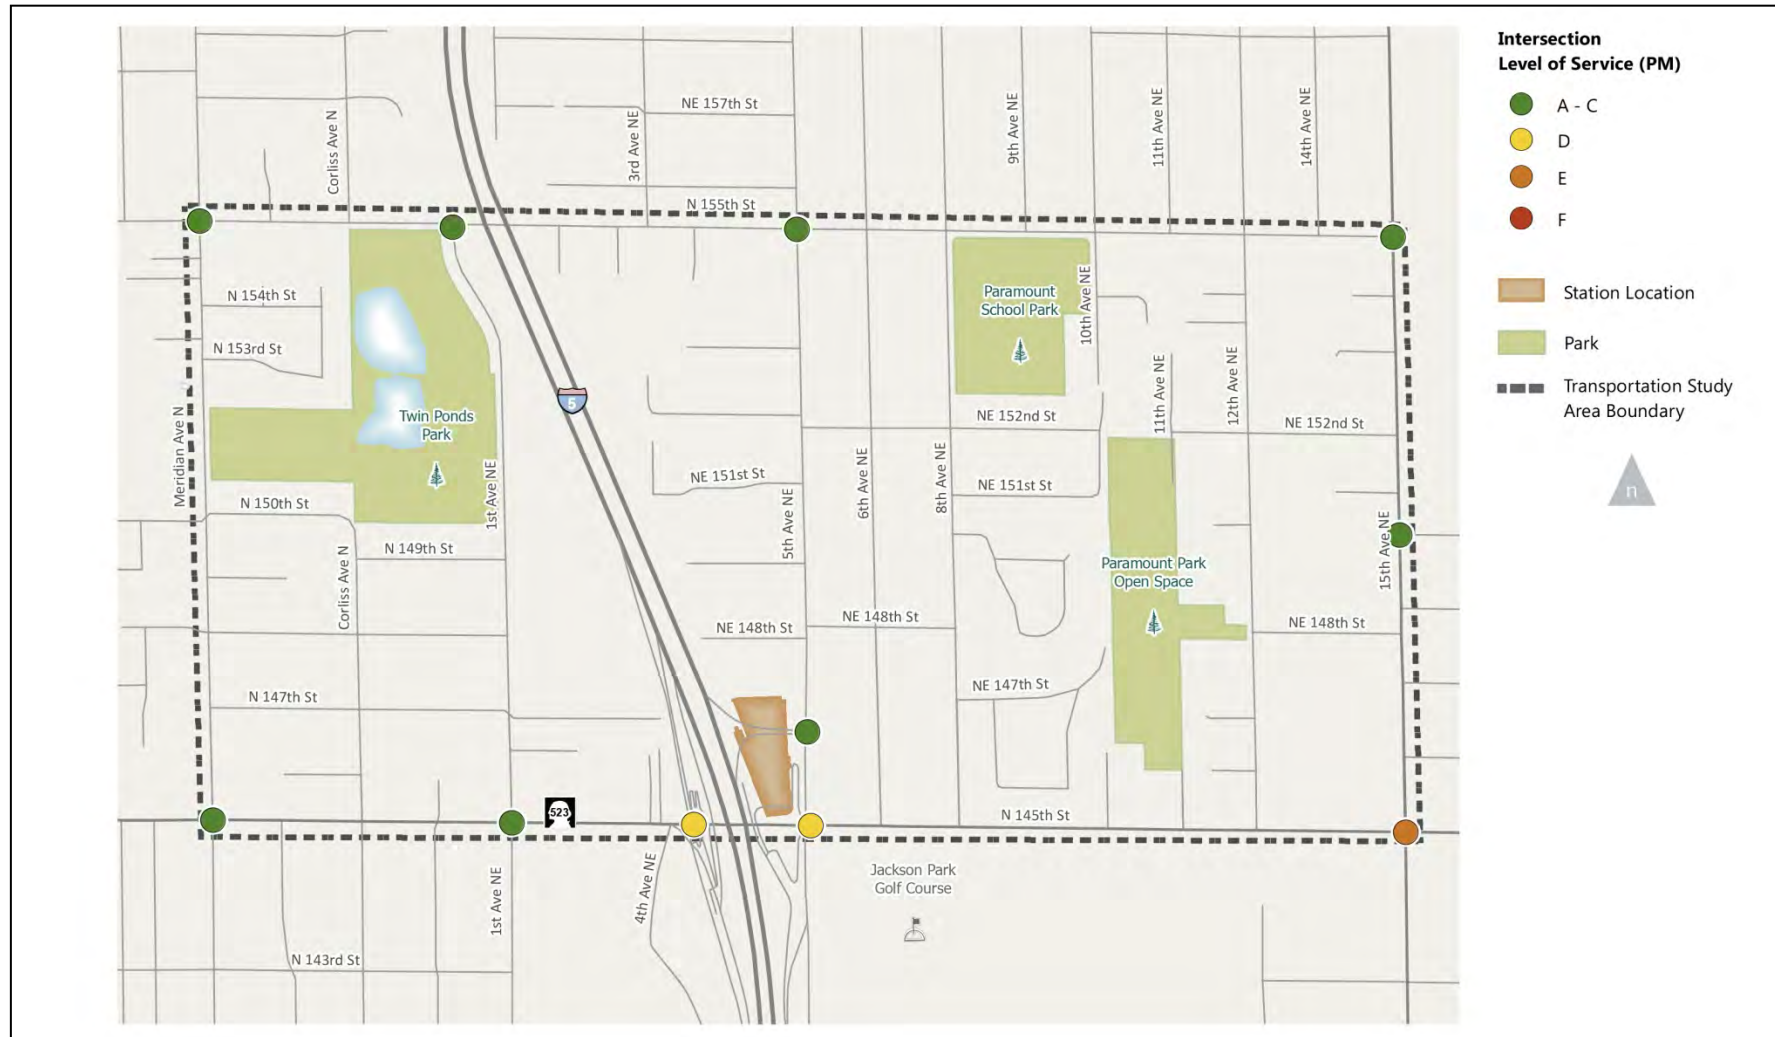 Intersection
Level of Service (PM)
A - C
D
E
F
Station Location
Park
Transportation Study
Area Boundary
n
NE 157th St
Corliss Ave N
3rd Ave NE
9th Ave NE
11th Ave NE
14th Ave NE
N 155th St
N 154th St
N 153rd St
Paramount
School Park
10th Ave NE
5
Twin Ponds
Park
Meridian Ave N
1st Ave NE
NE 152nd St
11th Ave NE
12th Ave NE
NE 152nd St
NE 151st St
5th Ave NE
6th Ave NE
8th Ave NE
NE 151st St
N 150th St
N 149th St
Corliss Ave N
15th Ave NE
Paramount Park
Open Space
NE 148th St
NE 148th St
NE 148th St
N 147th St
NE 147th St
523
N 145th St
1st Ave NE
4th Ave NE
Jackson Park
Golf Course
N 143rd St